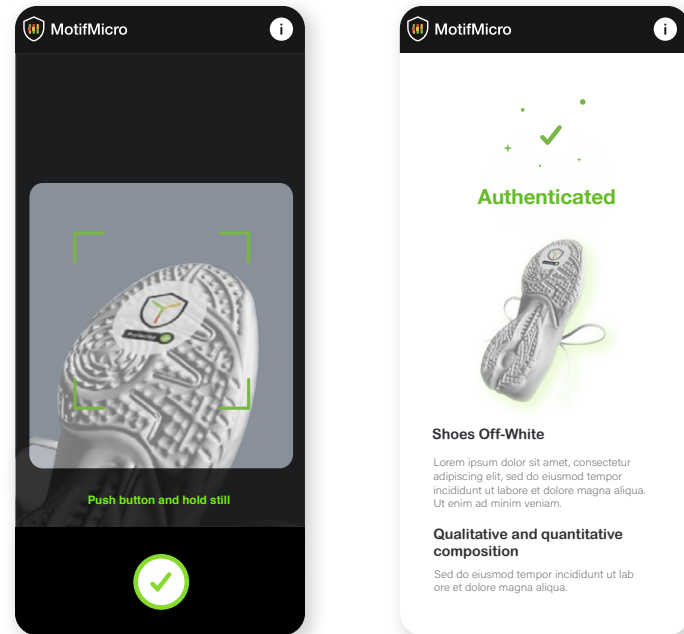 MotifMicro
i
Protected
Push button and hold still
MotifMicro
i
Authenticated
Shoes Off-White
Lorem ipsum dolor sit amet, consectetur
adipiscing elit, sed do eiusmod tempor
incididunt ut labore et dolore magna aliqua.
Ut enim ad minim veniam.
Qualitative and quantitative
composition
Sed do eiusmod tempor incididunt ut lab
ore et dolore magna aliqua.